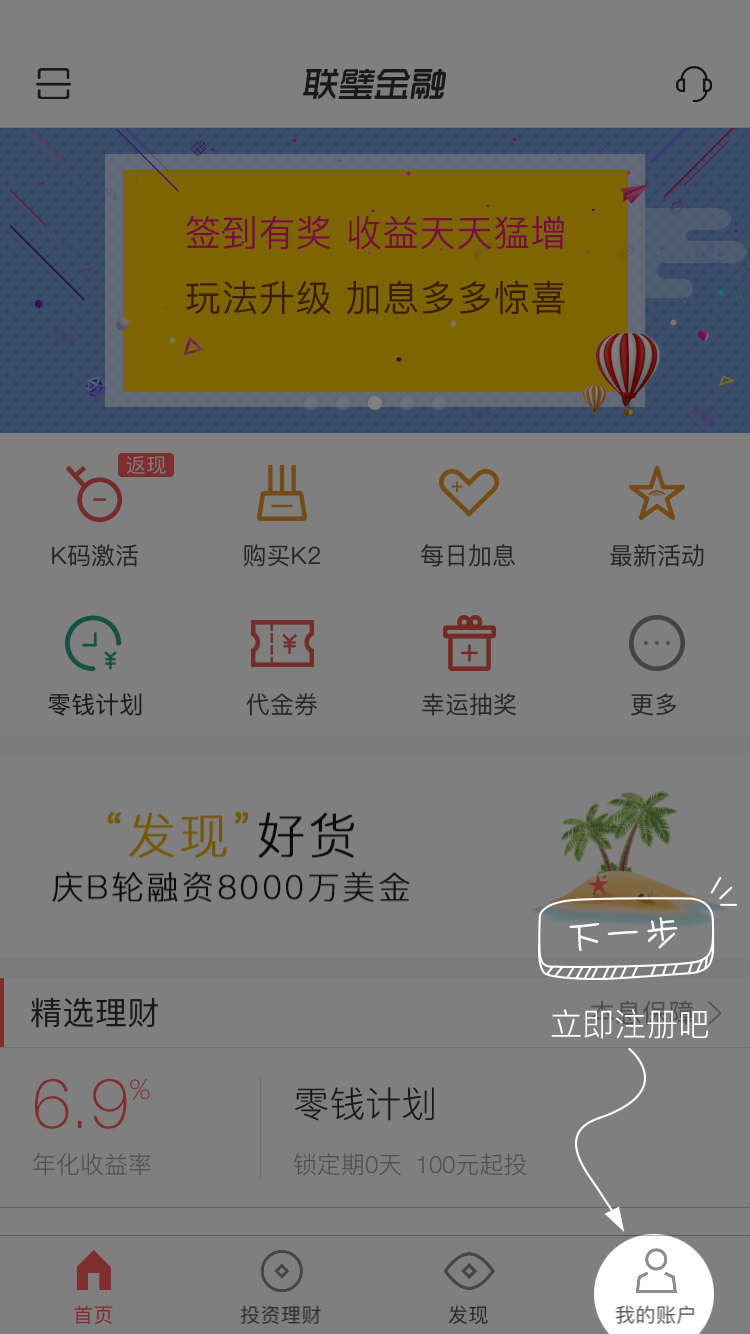 联璧金融
签到有奖 收益天天猛增
玩法升级 加息多多惊喜
返现
K码激活
购买K2
每日加息
最新活动
零钱计划
代金券
幸运抽奖
更多
“发现”好货
庆B轮融资8000万美金
下一步
精选理财
本息保障
立即注册吧
6.9%
零钱计划
年化收益率
锁定期0天 100元起投
首页
投资理财
发现
我的账户